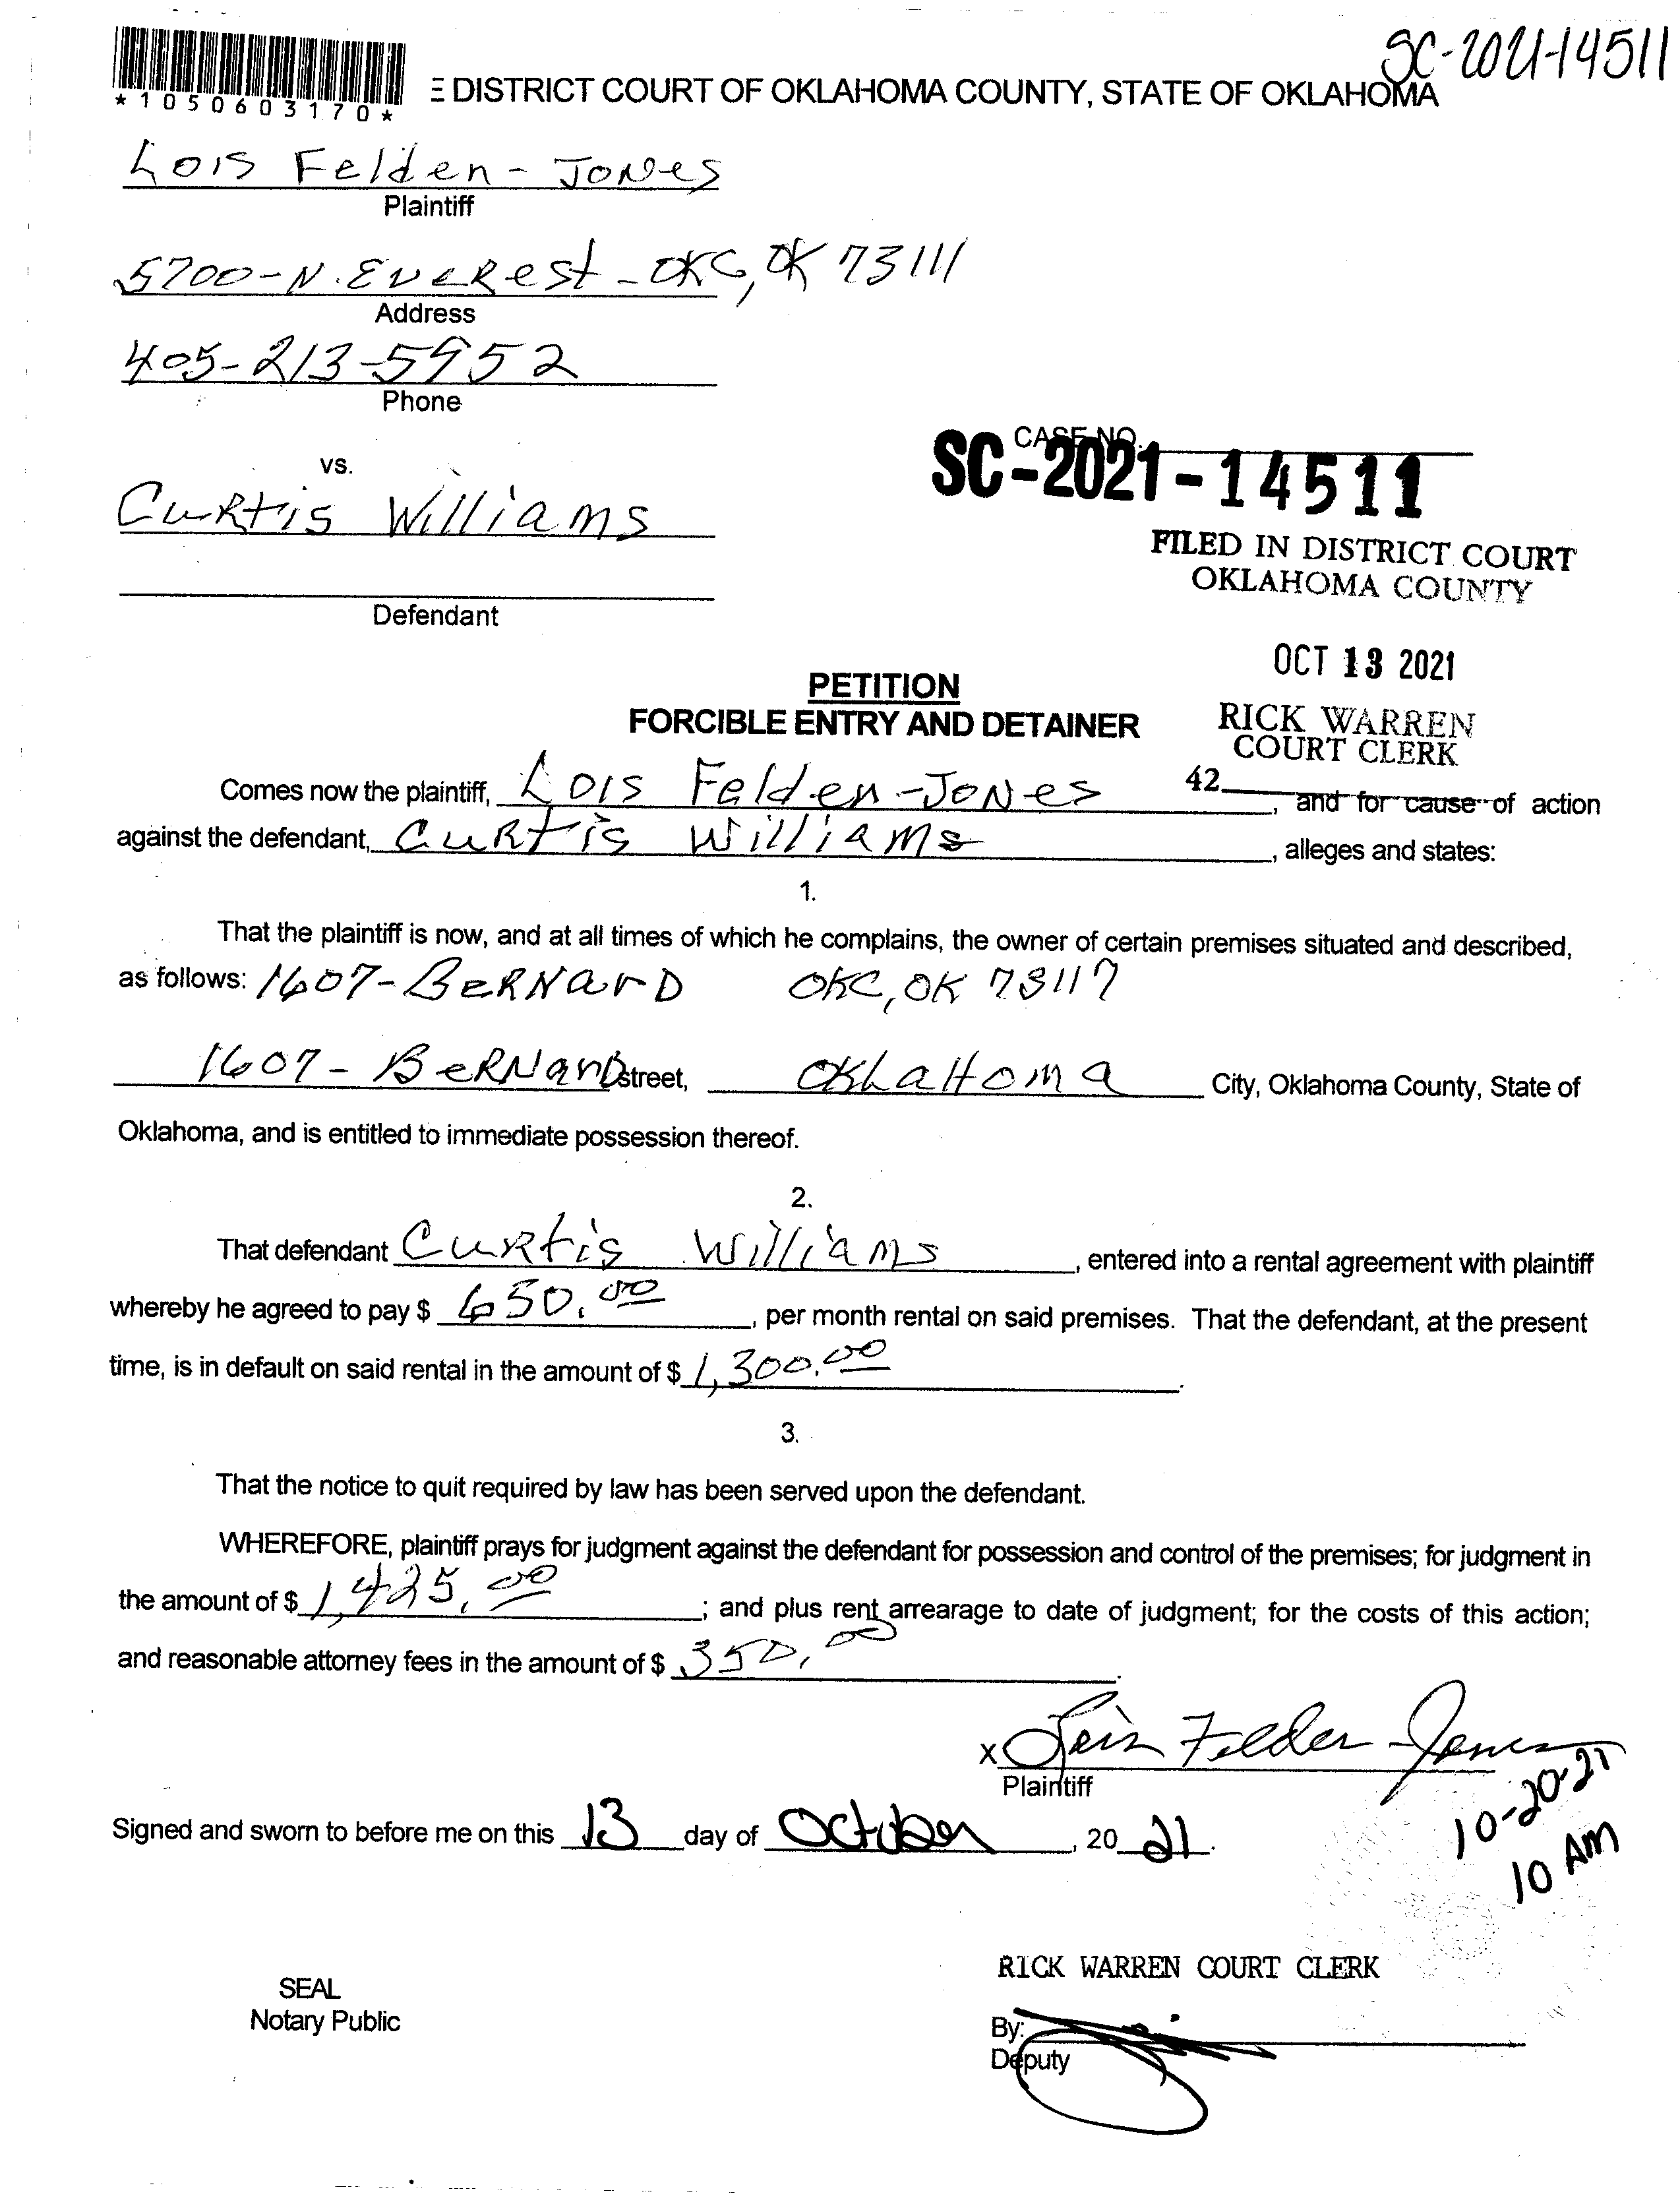 SC-2021-14511
*1050603170*
E DISTRICT COURT OF OKLAHOMA COUNTY, STATE OF OKLAHOMA
Lois Felden-Jones
Plaintiff
5700-N. Everest-OKC, OK 73111
Address
405-213-5952
Phone
CASE NO.
SC-2021-14511
vs.
Curtis Williams
FILED IN DISTRICT COURT
OKLAHOMA COUNTY
Defendant
OCT 13 2021
PETITION
FORCIBLE ENTRY AND DETAINER
RICK WARREN
COURT CLERK
42
Comes now the plaintiff, Lois Felden-Jones, and for cause of action
against the defendant, Curtis Williams, alleges and states:
1.
That the plaintiff is now, and at all times of which he complains, the owner of certain premises situated and described,
as follows: 1607-BerNarD OKC, OK 73117
1607-BerNarD street, OKLaHoma City, Oklahoma County, State of
Oklahoma, and is entitled to immediate possession thereof.
2.
That defendant Curtis Williams, entered into a rental agreement with plaintiff
whereby he agreed to pay $ 650.00, per month rental on said premises. That the defendant, at the present
time, is in default on said rental in the amount of $ 1,300.00.
3.
That the notice to quit required by law has been served upon the defendant.
WHEREFORE, plaintiff prays for judgment against the defendant for possession and control of the premises; for judgment in
the amount of $ 1,425.00; and plus rent arrearage to date of judgment; for the costs of this action;
and reasonable attorney fees in the amount of $ 350.00.
x Lois Felder-Jones
Plaintiff
10-20-21
10 AM
Signed and sworn to before me on this 13 day of October, 20 21.
RICK WARREN COURT CLERK
SEAL
Notary Public
By:
Deputy